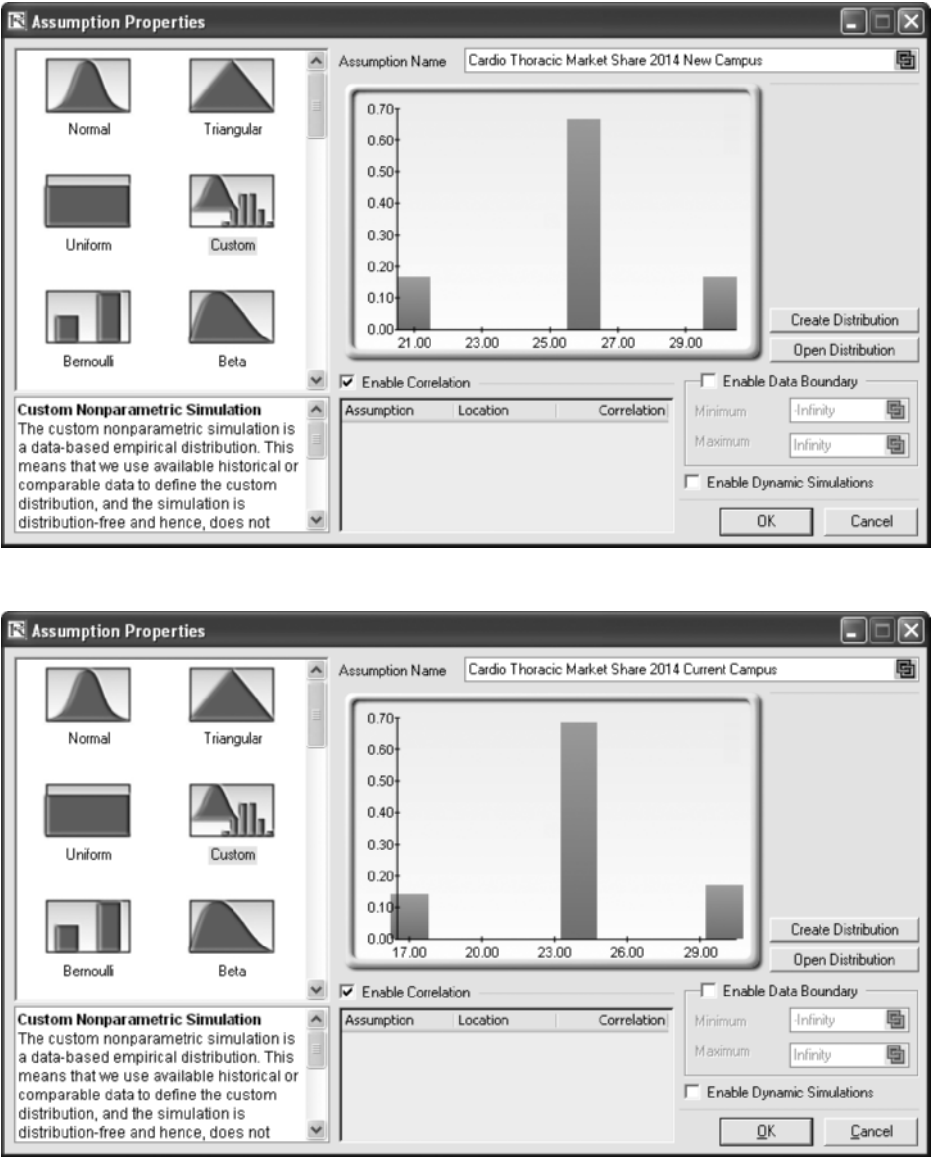 Assumption Properties
Normal
Triangular
Uniform
Custom
Bernoulli
Beta
Custom Nonparametric Simulation
The custom nonparametric simulation is
a data-based empirical distribution. This
means that we use available historical or
comparable data to define the custom
distribution, and the simulation is
distribution-free and hence, does not
Assumption Name
Cardio Thoracic Market Share 2014 New Campus
0.70
0.60
0.50
0.40
0.30
0.20
0.10
0.00
21.00 23.00 25.00 27.00 29.00
Create Distribution
Open Distribution
Enable Correlation
Assumption Location Correlation
Enable Data Boundary
Minimum -Infinity
Maximum Infinity
Enable Dynamic Simulations
OK Cancel
Assumption Properties
Normal
Triangular
Uniform
Custom
Bernoulli
Beta
Custom Nonparametric Simulation
The custom nonparametric simulation is
a data-based empirical distribution. This
means that we use available historical or
comparable data to define the custom
distribution, and the simulation is
distribution-free and hence, does not
Assumption Name
Cardio Thoracic Market Share 2014 Current Campus
0.70
0.60
0.50
0.40
0.30
0.20
0.10
0.00
17.00 20.00 23.00 26.00 29.00
Create Distribution
Open Distribution
Enable Correlation
Assumption Location Correlation
Enable Data Boundary
Minimum -Infinity
Maximum Infinity
Enable Dynamic Simulations
OK Cancel